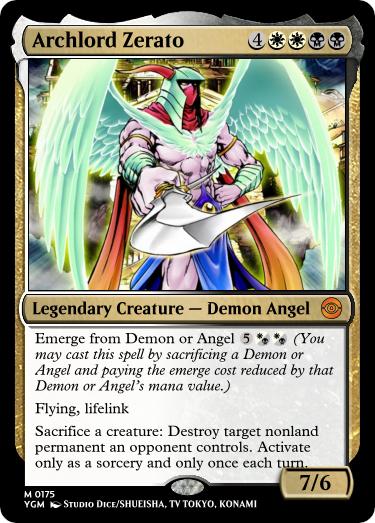 Archlord Zerato 4
Legendary Creature — Demon Angel
Emerge from Demon or Angel 5 (You
may cast this spell by sacrificing a Demon or
Angel and paying the emerge cost reduced by that
Demon or Angel's mana value.)
Flying, lifelink
Sacrifice a creature: Destroy target nonland
permanent an opponent controls. Activate
only as a sorcery and only once each turn.
7/6
M 0175
YGM STUDIO DICE/SHUEISHA, TV TOKYO, KONAMI